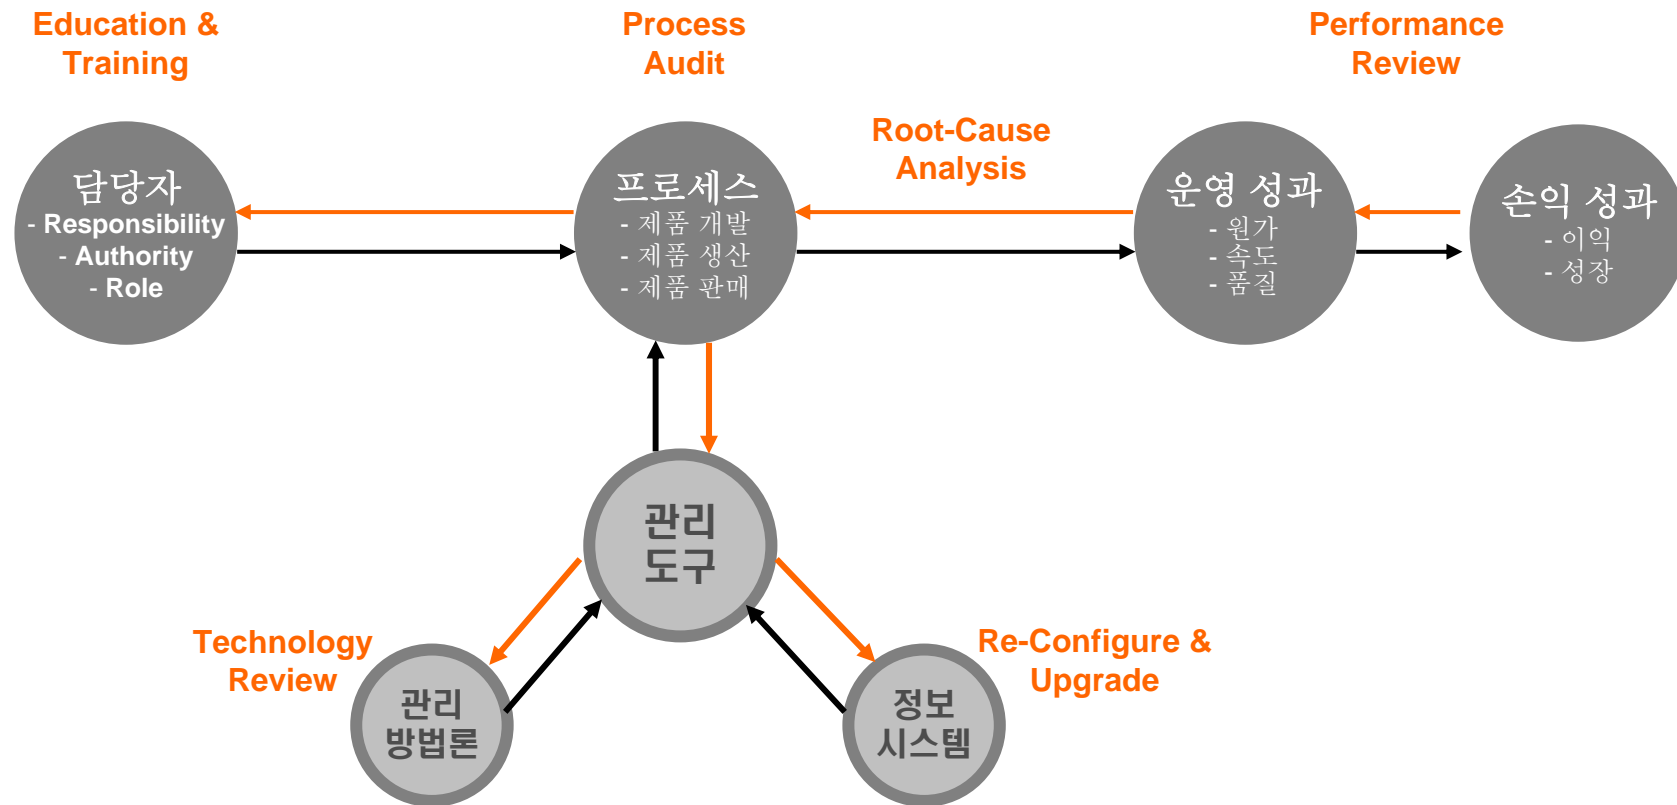 Education &
Training
Process
Audit
Performance
Review
Root-Cause
Analysis
담당자
- Responsibility
- Authority
- Role
프로세스
- 제품 개발
- 제품 생산
- 제품 판매
운영 성과
- 원가
- 속도
- 품질
손익 성과
- 이익
- 성장
관리
도구
Technology
Review
Re-Configure &
Upgrade
관리
방법론
정보
시스템